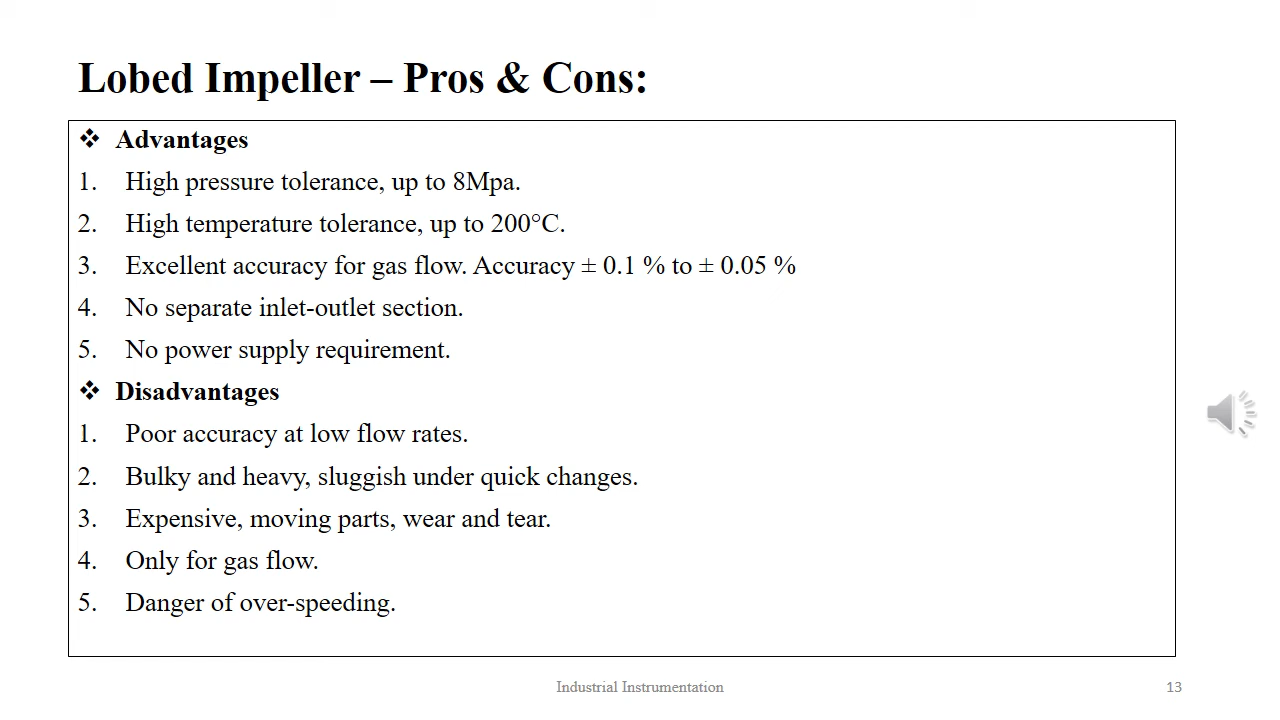 Lobed Impeller – Pros & Cons:
❖ Advantages
1. High pressure tolerance, up to 8Mpa.
2. High temperature tolerance, up to 200°C.
3. Excellent accuracy for gas flow. Accuracy ± 0.1 % to ± 0.05 %
4. No separate inlet-outlet section.
5. No power supply requirement.
❖ Disadvantages
1. Poor accuracy at low flow rates.
2. Bulky and heavy, sluggish under quick changes.
3. Expensive, moving parts, wear and tear.
4. Only for gas flow.
5. Danger of over-speeding.
Industrial Instrumentation
13